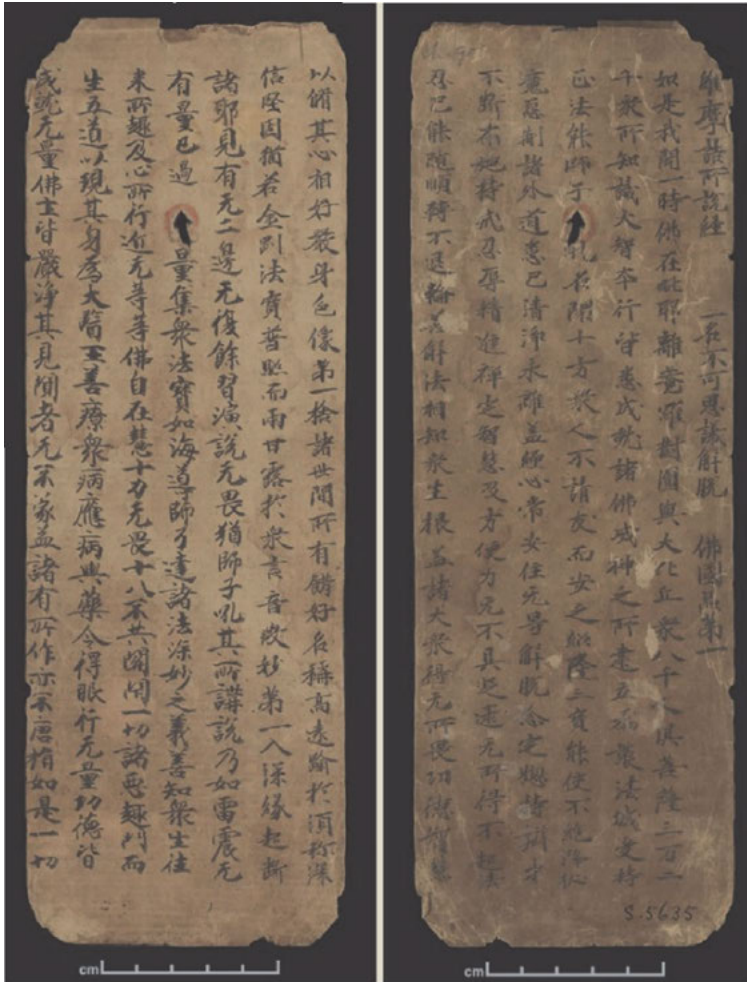 維摩詰所說經　一名不可思議解脫　佛國品第一
如是我聞一時佛在毗耶離菴羅樹園與大比丘眾八千人俱菩薩三万二
千眾所知識大智本行皆悉成就諸佛威神之所建立為護法城受持
正法能師子吼名聞十方眾人不請友而安之紹隆三寶能使不絕降伏
魔怨制諸外道悉已清淨永離蓋纏心常安住无㝵解脫念定總持辯才
不斷布施持戒忍辱精進禪定智慧及方便力无不具足逮无所得不起法
忍已能隨順轉不退輪善解法相知眾生根蓋諸大眾得无所畏功德智慧
S.5635
以脩其心相好嚴身色像第一捨諸世間所有餝好名稱高遠踰於須彌深
信堅固猶若金剛法寶普照而雨甘露於眾言音微妙第一入深緣起斷
諸耶見有无二邊无復餘習演說无畏猶師子吼其所講說乃如雷震无
有量已過　量集眾法寶如海導師了達諸法深妙之義善知眾生往
來所趣及心所行近无等等佛自在慧十力无畏十八不共關閉一切諸惡趣門而
生五道以現其身為大醫王善療眾病應病與藥令得服行无量功德皆
成就无量佛土皆嚴淨其見聞者无不蒙益諸有所作亦不唐捐如是一切
cm
cm